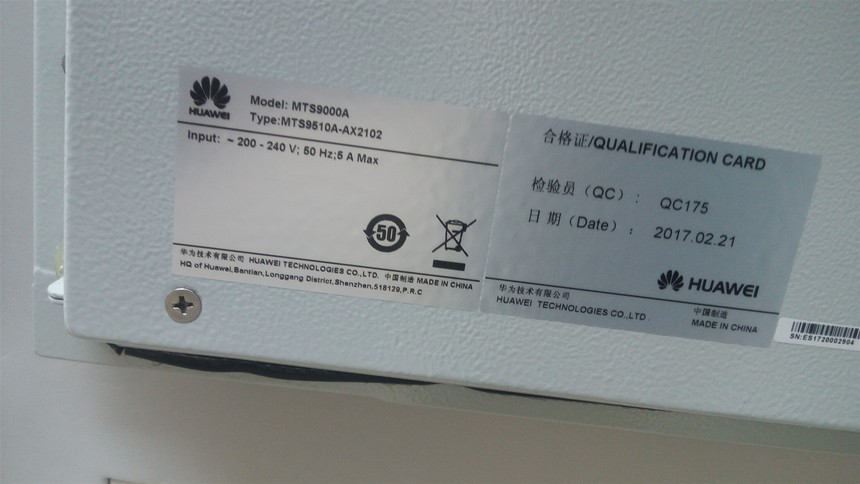 HUAWEI
Model: MTS9000A
Type:MTS9510A-AX2102
Input: ~ 200 - 240 V; 50 Hz;5 A Max
50
华为技术有限公司 HUAWEI TECHNOLOGIES CO.,LTD. 中国制造 MADE IN CHINA
HQ of Huawei,Bantian,Longgang District,Shenzhen,518129,P.R.C
合格证/QUALIFICATION CARD
检验员(QC): QC175
日 期(Date): 2017.02.21
HUAWEI
华为技术有限公司
HUAWEI TECHNOLOGIES CO.,LTD
中国制造
MADE IN CHINA
SN:ES1720002904